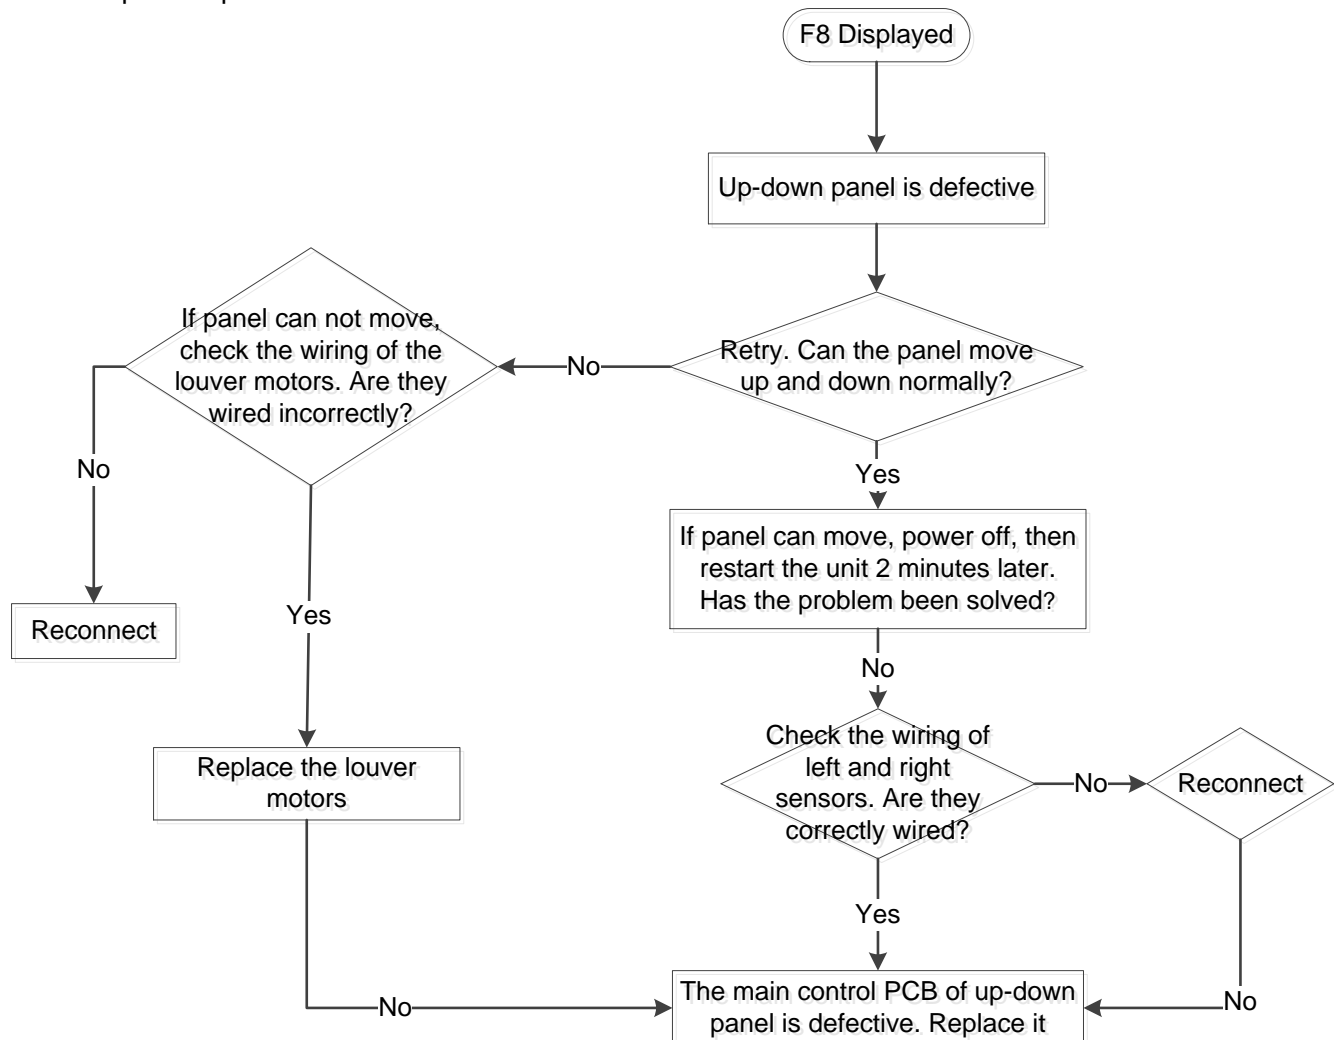 F8 Displayed
Up-down panel is defective
Retry. Can the panel move
up and down normally?
No
If panel can not move,
check the wiring of the
louver motors. Are they
wired incorrectly?
No
Reconnect
Yes
Replace the louver
motors
No
Yes
If panel can move, power off, then
restart the unit 2 minutes later.
Has the problem been solved?
No
Check the wiring of
left and right
sensors. Are they
correctly wired?
No
Reconnect
No
Yes
The main control PCB of up-down
panel is defective. Replace it